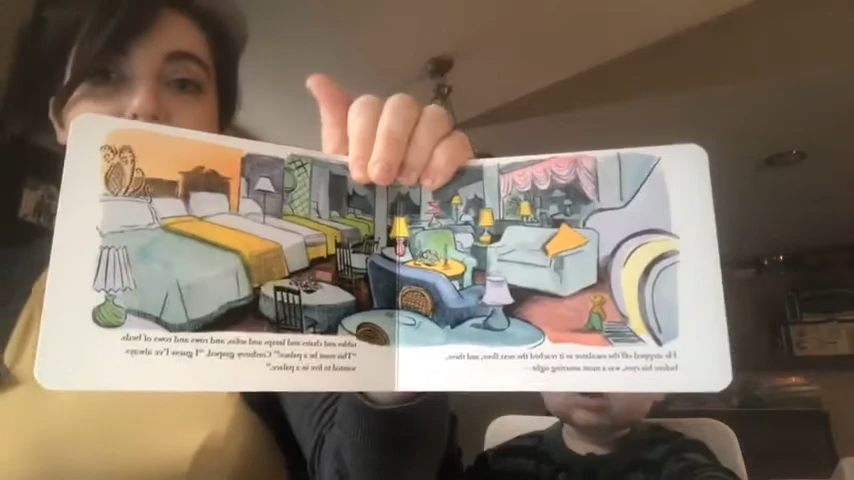 He stepped off the escalator as it reached the next floor, and there,
before his eyes, was a most amazing sight—
tables and chairs and lamps and sofas, and rows and rows of beds.
"This must be a palace!" Corduroy gasped. "I guess I've always
wanted to live in a palace."